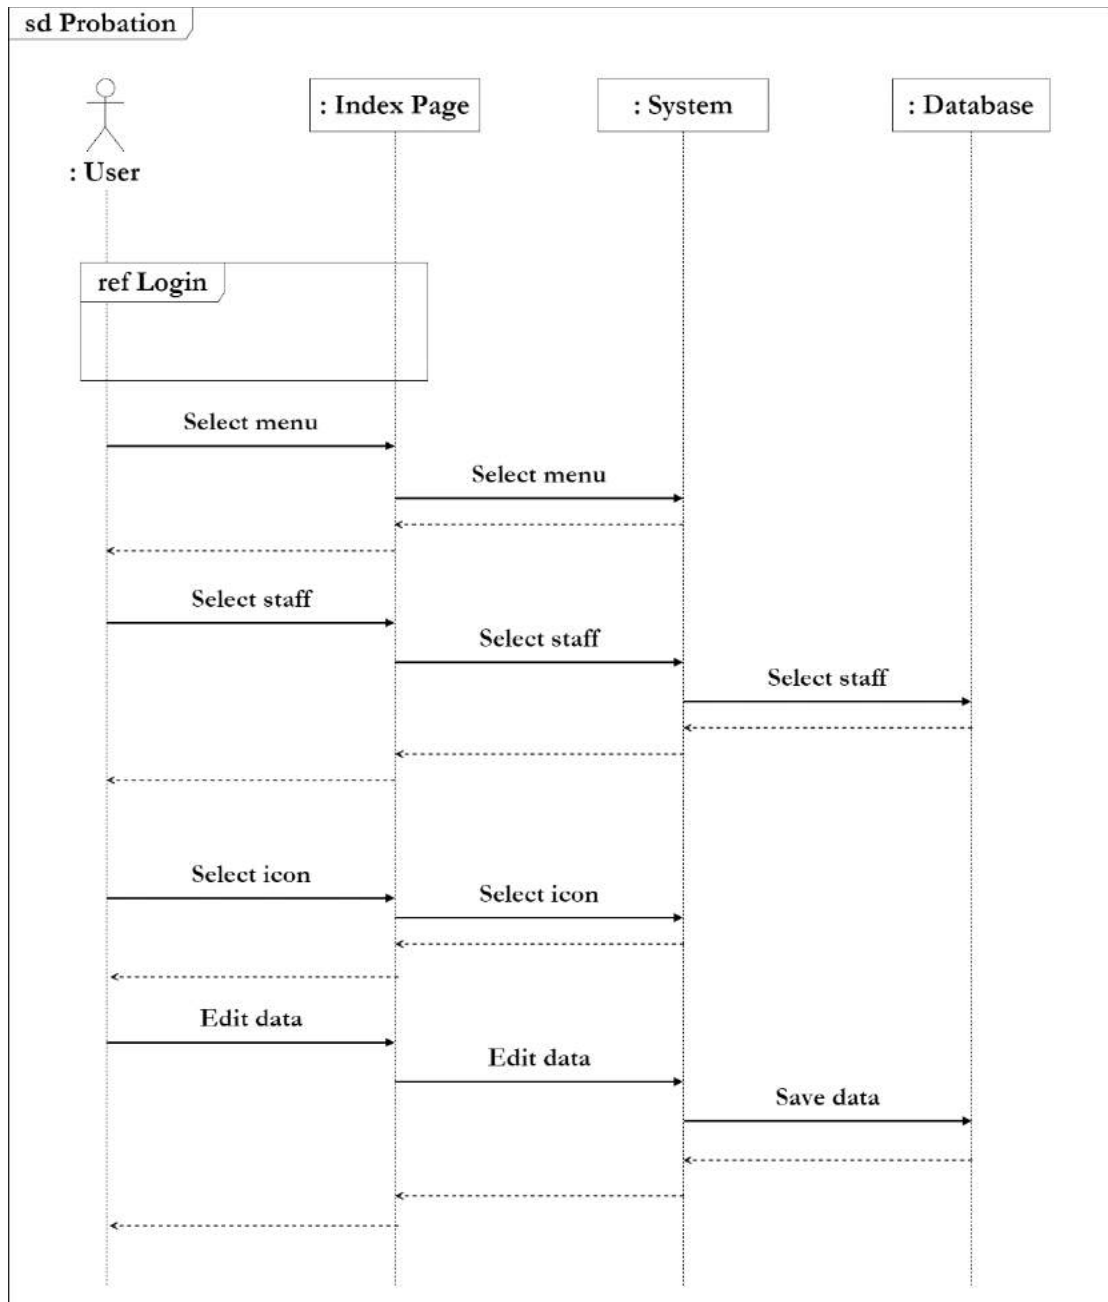 sd Probation
: Index Page
: System
: Database
: User
ref Login
Select menu
Select menu
Select staff
Select staff
Select staff
Select icon
Select icon
Edit data
Edit data
Save data